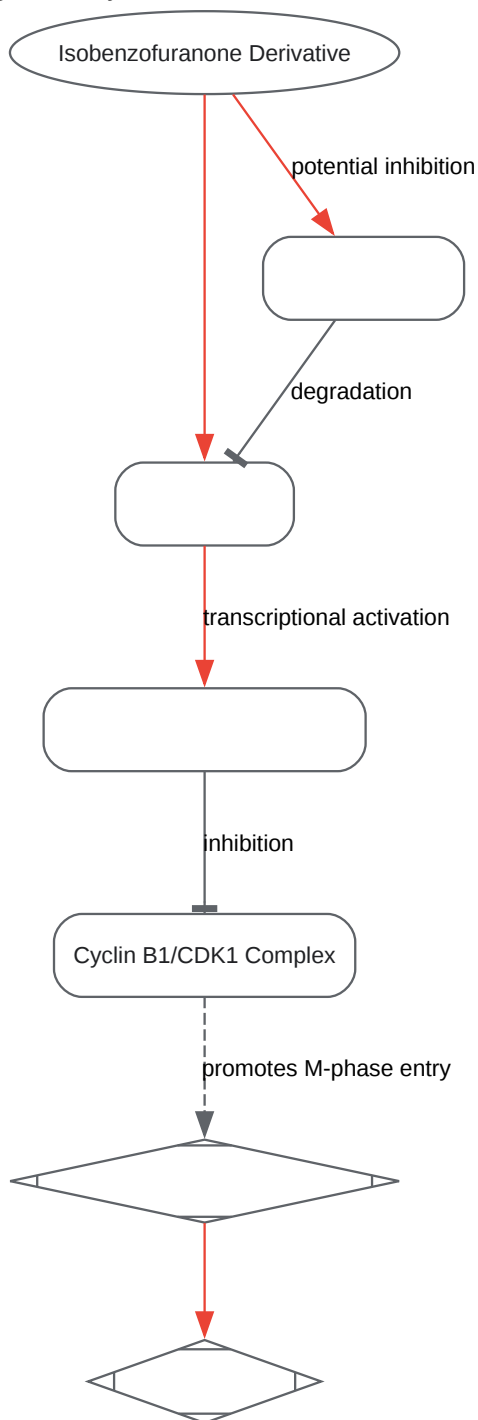 Isobenzofuranone Derivative
potential inhibition
degradation
transcriptional activation
inhibition
Cyclin B1/CDK1 Complex
promotes M-phase entry